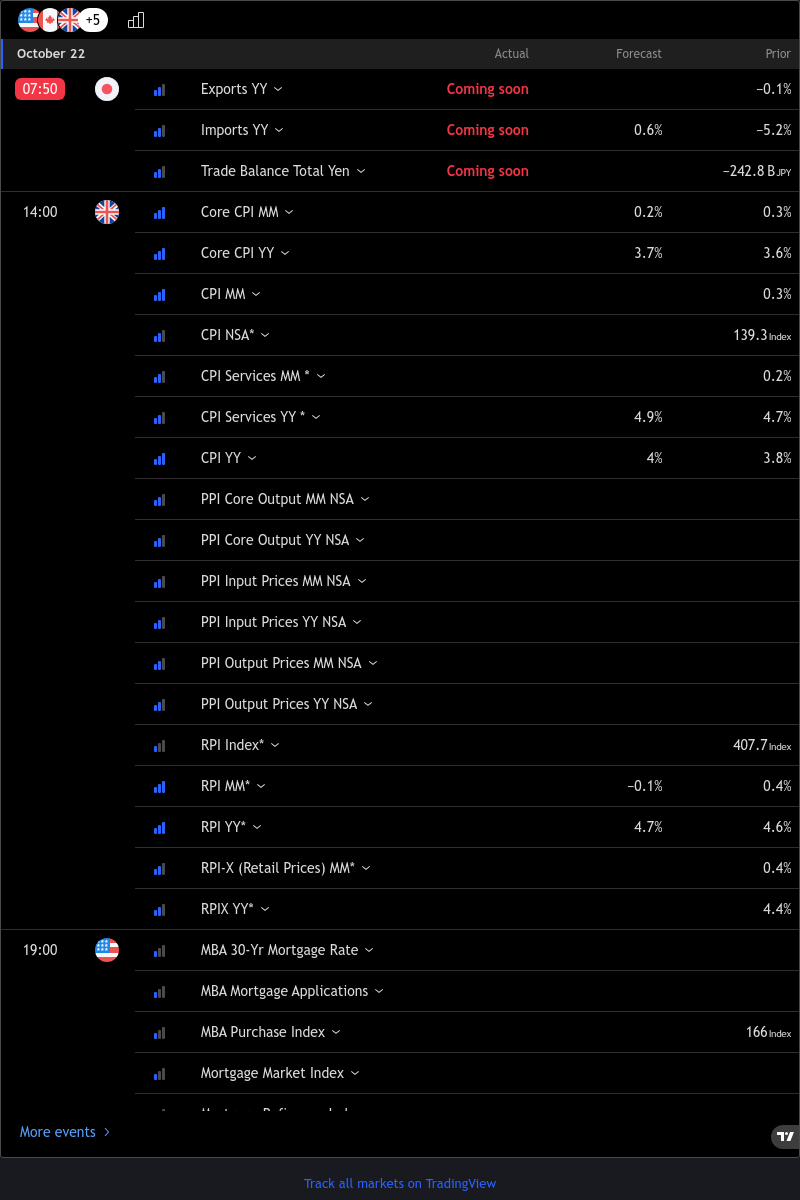 +5
October 22 Actual Forecast Prior
07:50 Exports YY Coming soon −0.1%
Imports YY Coming soon 0.6% −5.2%
Trade Balance Total Yen Coming soon −242.8 B JPY
14:00 Core CPI MM 0.2% 0.3%
Core CPI YY 3.7% 3.6%
CPI MM 0.3%
CPI NSA* 139.3 Index
CPI Services MM * 0.2%
CPI Services YY * 4.9% 4.7%
CPI YY 4% 3.8%
PPI Core Output MM NSA
PPI Core Output YY NSA
PPI Input Prices MM NSA
PPI Input Prices YY NSA
PPI Output Prices MM NSA
PPI Output Prices YY NSA
RPI Index* 407.7 Index
RPI MM* −0.1% 0.4%
RPI YY* 4.7% 4.6%
RPI-X (Retail Prices) MM* 0.4%
RPIX YY* 4.4%
19:00 MBA 30-Yr Mortgage Rate
MBA Mortgage Applications
MBA Purchase Index 166 Index
Mortgage Market Index
More events
Track all markets on TradingView